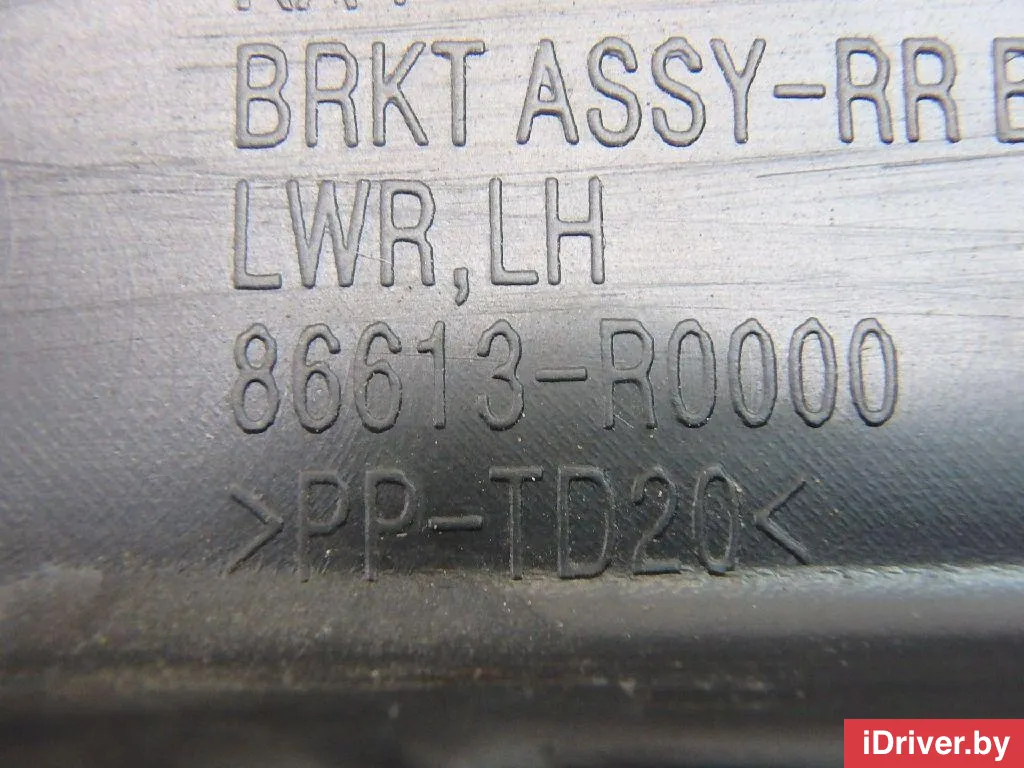 BRKT ASSY-RR B
LWR,LH
86613-R0000
>PP-TD20<
iDriver.by